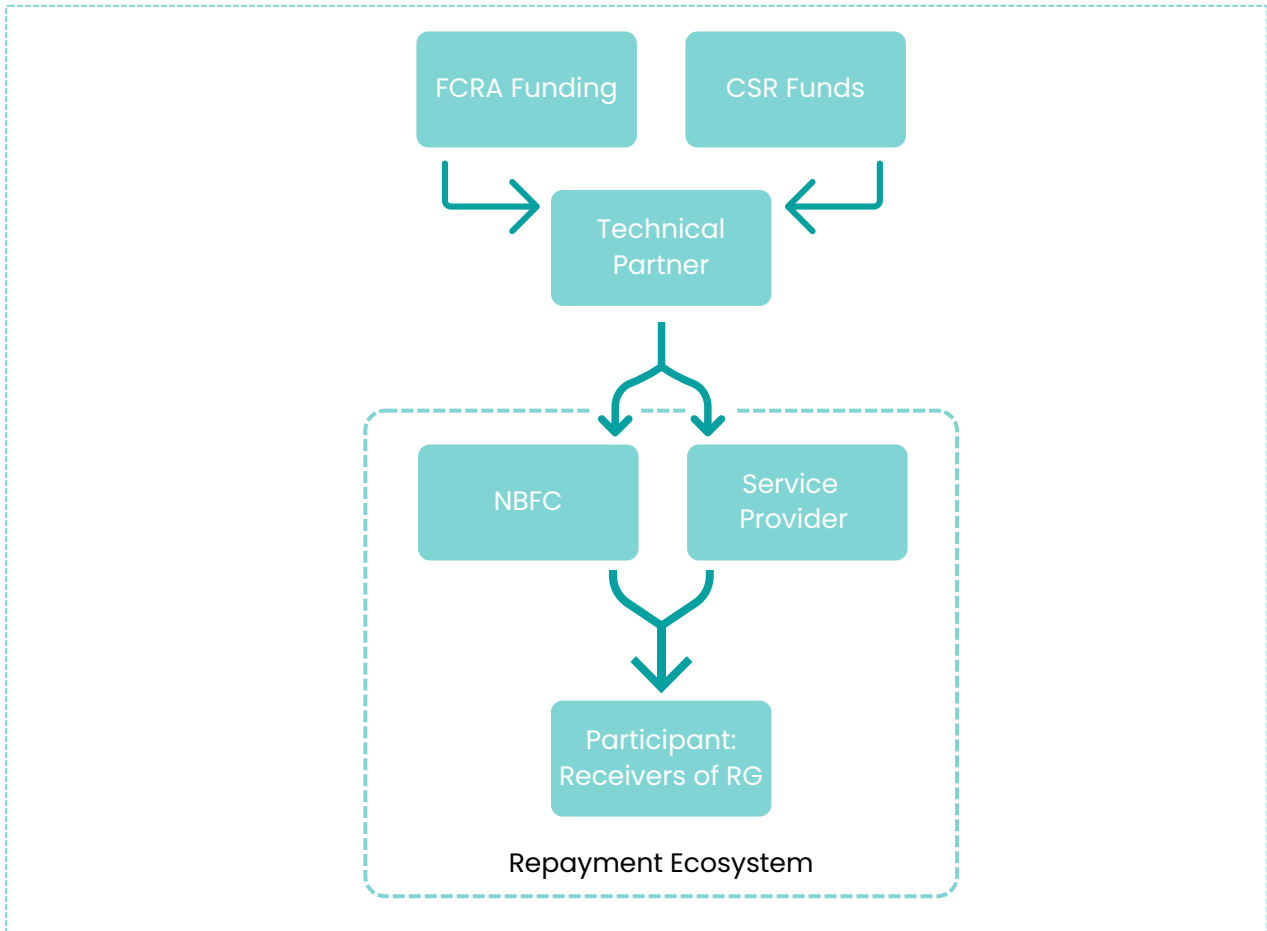 FCRA Funding
CSR Funds
Technical
Partner
NBFC
Service
Provider
Participant:
Receivers of RG
Repayment Ecosystem